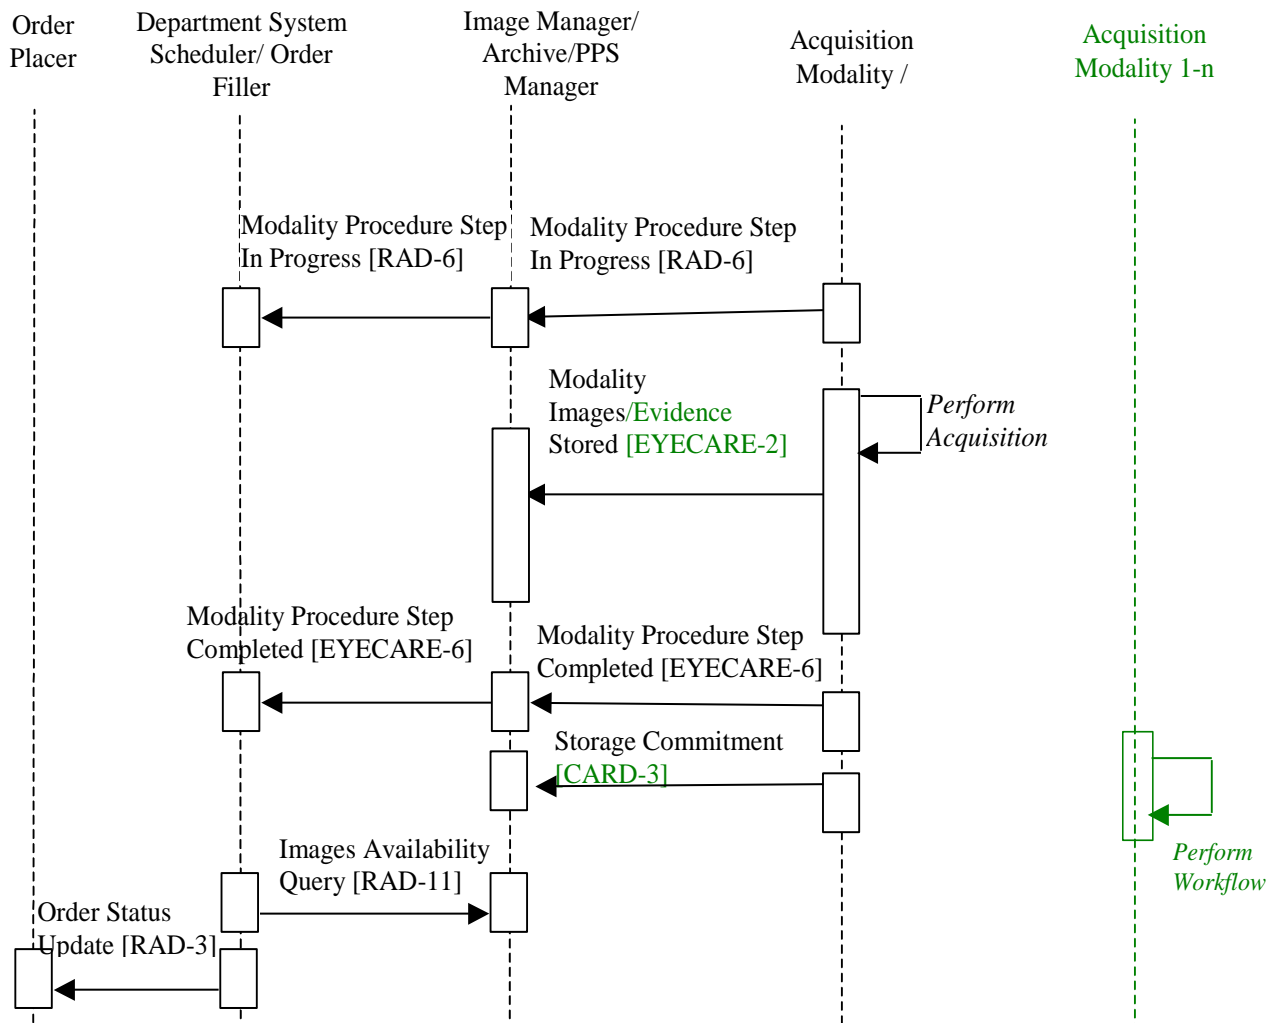 Order
Placer
Department System
Scheduler/ Order
Filler
Image Manager/
Archive/PPS
Manager
Acquisition
Modality /
Acquisition
Modality 1-n
Modality Procedure Step
In Progress [RAD-6]
Modality Procedure Step
In Progress [RAD-6]
Modality
Images/Evidence
Stored [EYECARE-2]
Perform
Acquisition
Modality Procedure Step
Completed [EYECARE-6]
Modality Procedure Step
Completed [EYECARE-6]
Storage Commitment
[CARD-3]
Perform
Workflow
Images Availability
Query [RAD-11]
Order Status
Update [RAD-3]